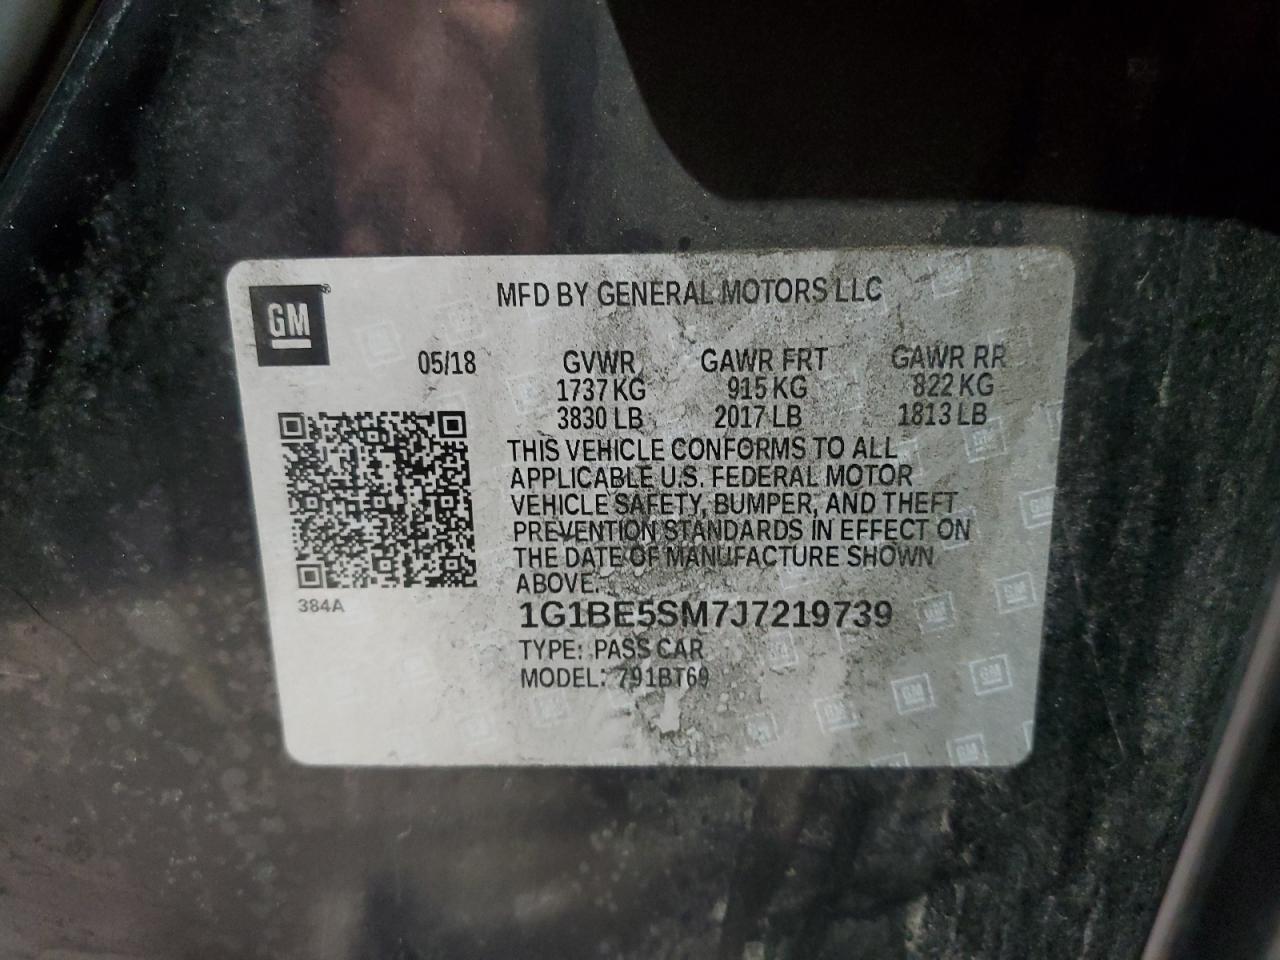 GM
MFD BY GENERAL MOTORS LLC
05/18 GVWR GAWR FRT GAWR RR
1737 KG 915 KG 822 KG
3830 LB 2017 LB 1813 LB
THIS VEHICLE CONFORMS TO ALL
APPLICABLE U.S. FEDERAL MOTOR
VEHICLE SAFETY, BUMPER, AND THEFT
PREVENTION STANDARDS IN EFFECT ON
THE DATE OF MANUFACTURE SHOWN
ABOVE.
384A
1G1BE5SM7J7219739
TYPE: PASS CAR
MODEL: 791BT69